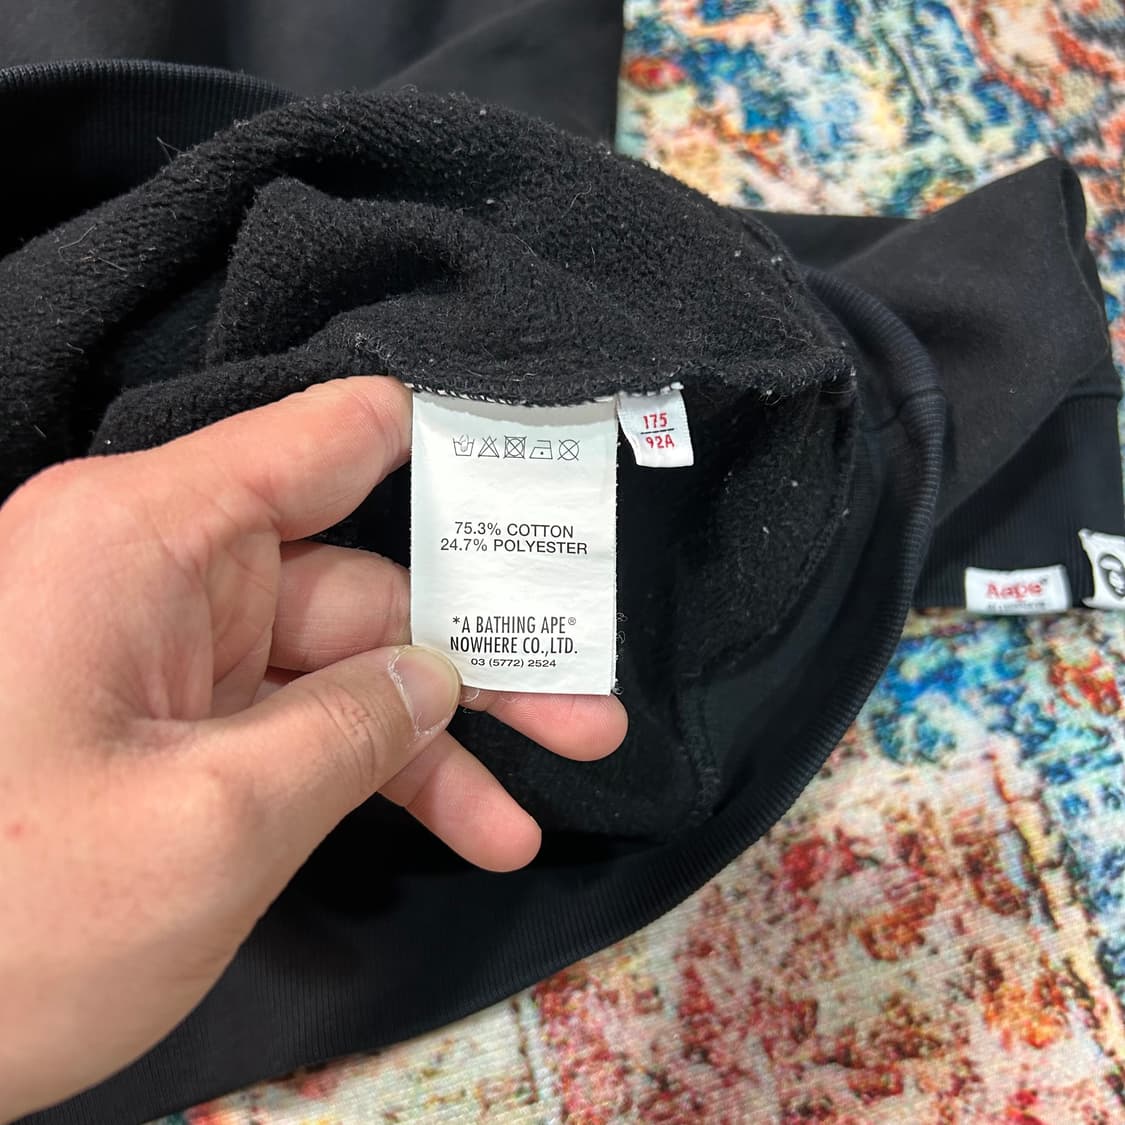 175
92A
75.3% COTTON
24.7% POLYESTER
*A BATHING APE®
NOWHERE CO.,LTD.
03 (5772) 2524
Aape